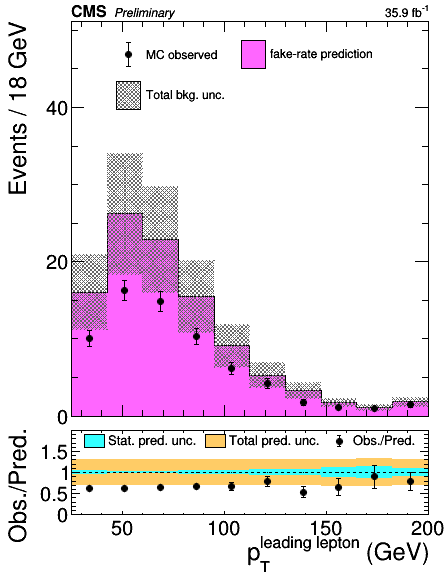 CMS Preliminary 35.9 fb⁻¹
Events / 18 GeV
MC observed fake-rate prediction
Total bkg. unc.
40
20
0
Obs./Pred.
Stat. pred. unc. Total pred. unc. Obs./Pred.
1.5
1
0.5
0
50 100 150 200
p_T^leading lepton (GeV)